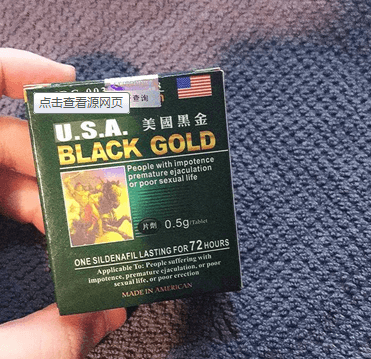 点击查看源网页
查询
U.S.A.
美國黑金
BLACK GOLD
People with impotence
premature ejaculation
or poor sexual life
片劑 0.5g/Tablet
ONE SILDENAFIL LASTING FOR 72 HOURS
Applicable To: People suffering with
impotence, premature ejaculation, or poor
sexual life, or poor erection
MADE IN AMERICAN